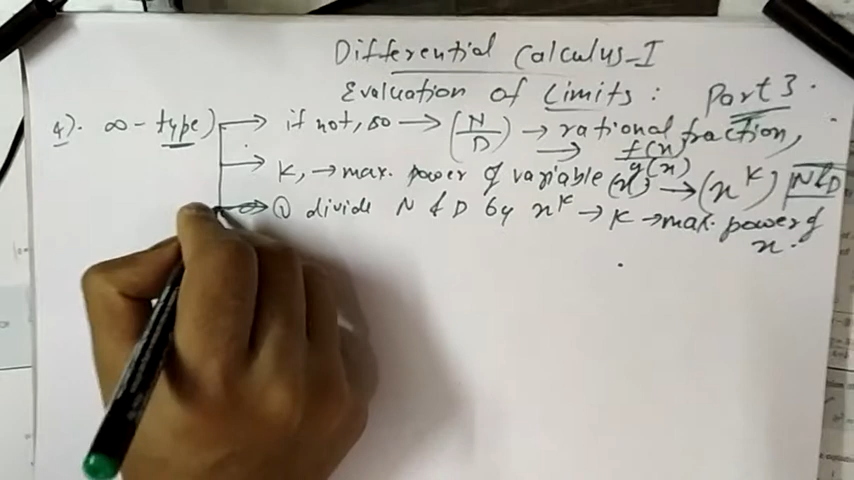 Differential Calculus-I
Evaluation of Limits : Part 3.
4). ∞ - type) → if not, so → (N/D) → rational fraction,
→ f(x)/g(x)
→ K, → max. power of variable (x) → (x^K) N & D
→ ① divide N & D by x^K → K → max. power of
x.